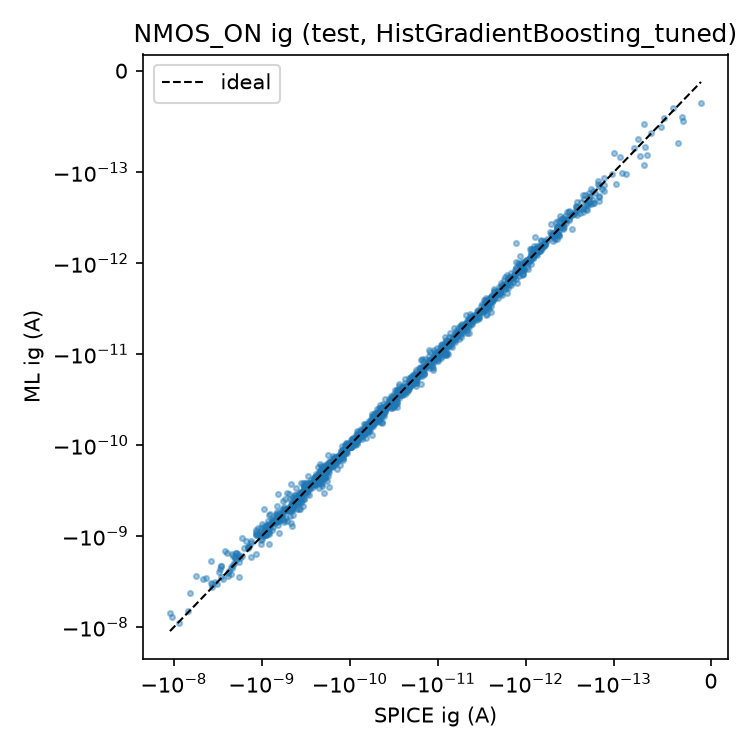 NMOS_ON ig (test, HistGradientBoosting_tuned)
ideal
ML ig (A)
0
−10⁻¹³
−10⁻¹²
−10⁻¹¹
−10⁻¹⁰
−10⁻⁹
−10⁻⁸
−10⁻⁸ −10⁻⁹ −10⁻¹⁰ −10⁻¹¹ −10⁻¹² −10⁻¹³ 0
SPICE ig (A)